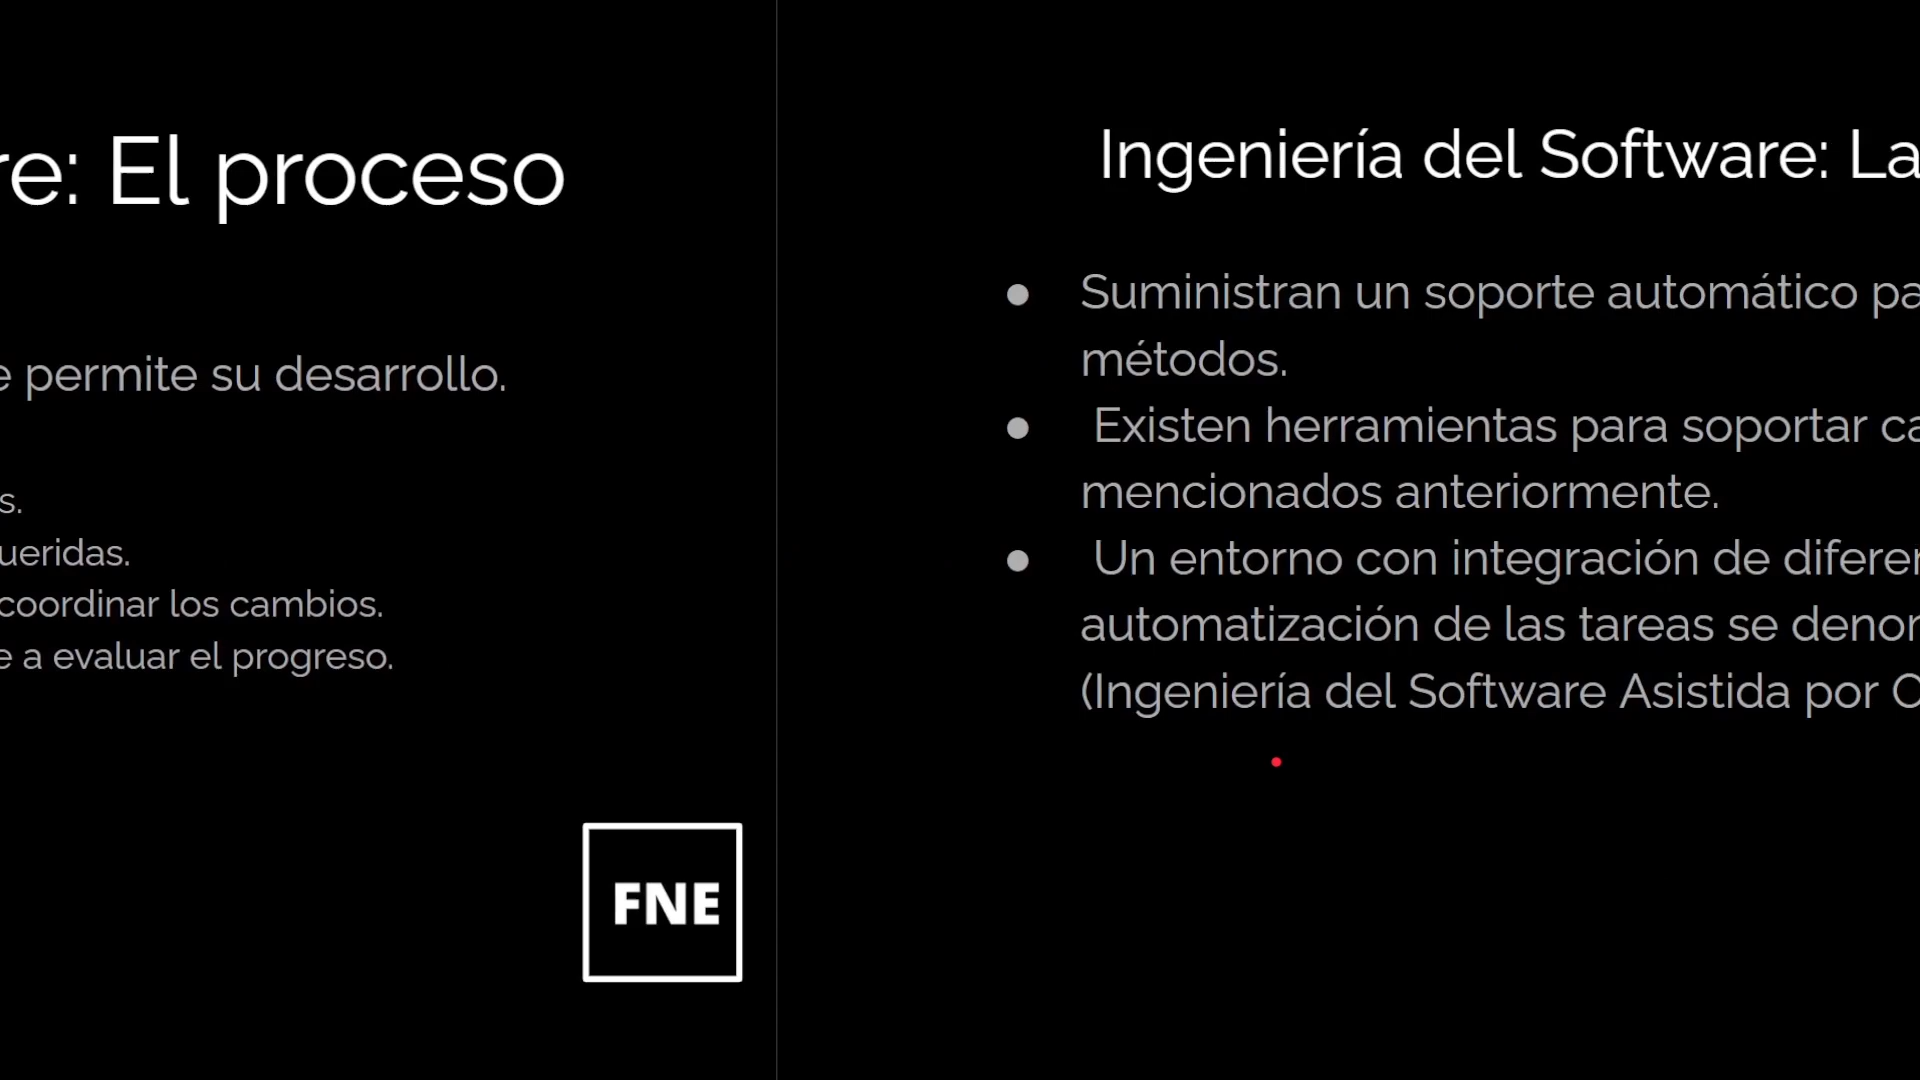 re: El proceso
e permite su desarrollo.
s.
ueridas.
coordinar los cambios.
e a evaluar el progreso.
FNE
Ingeniería del Software: La
● Suministran un soporte automático pa
métodos.
● Existen herramientas para soportar ca
mencionados anteriormente.
● Un entorno con integración de diferen
automatización de las tareas se denon
(Ingeniería del Software Asistida por O